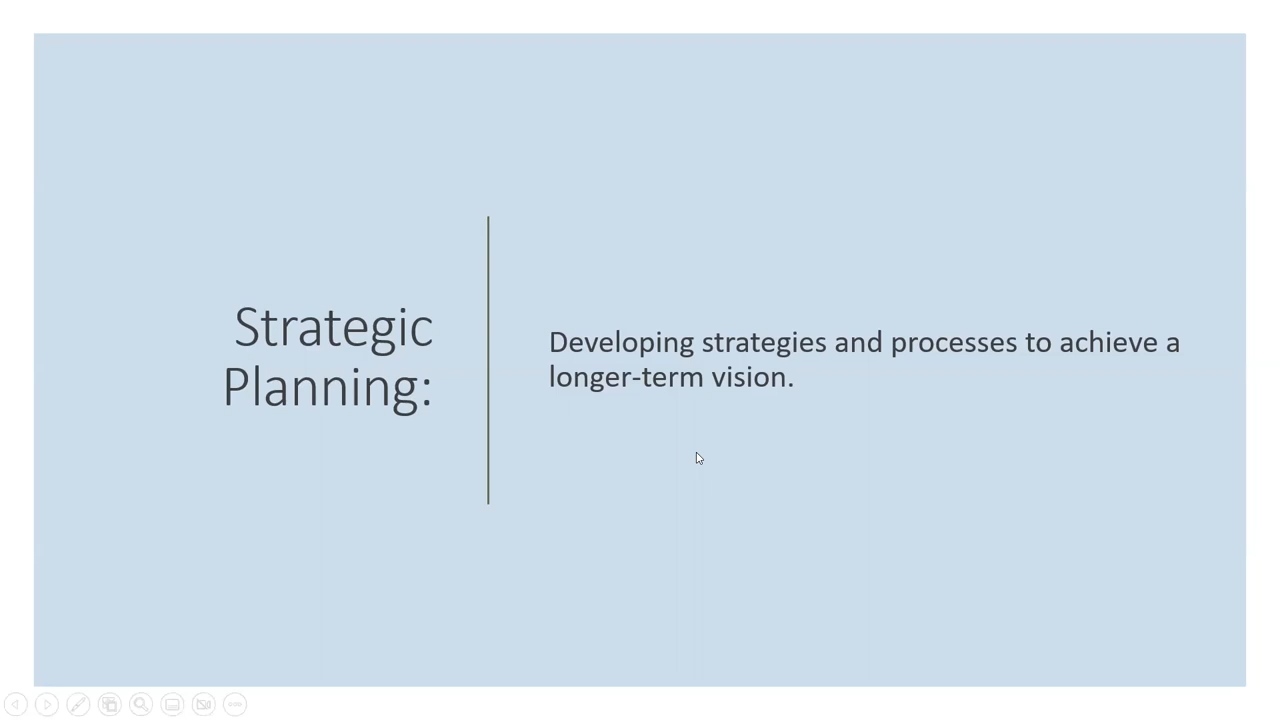 Strategic
Planning:
Developing strategies and processes to achieve a
longer-term vision.